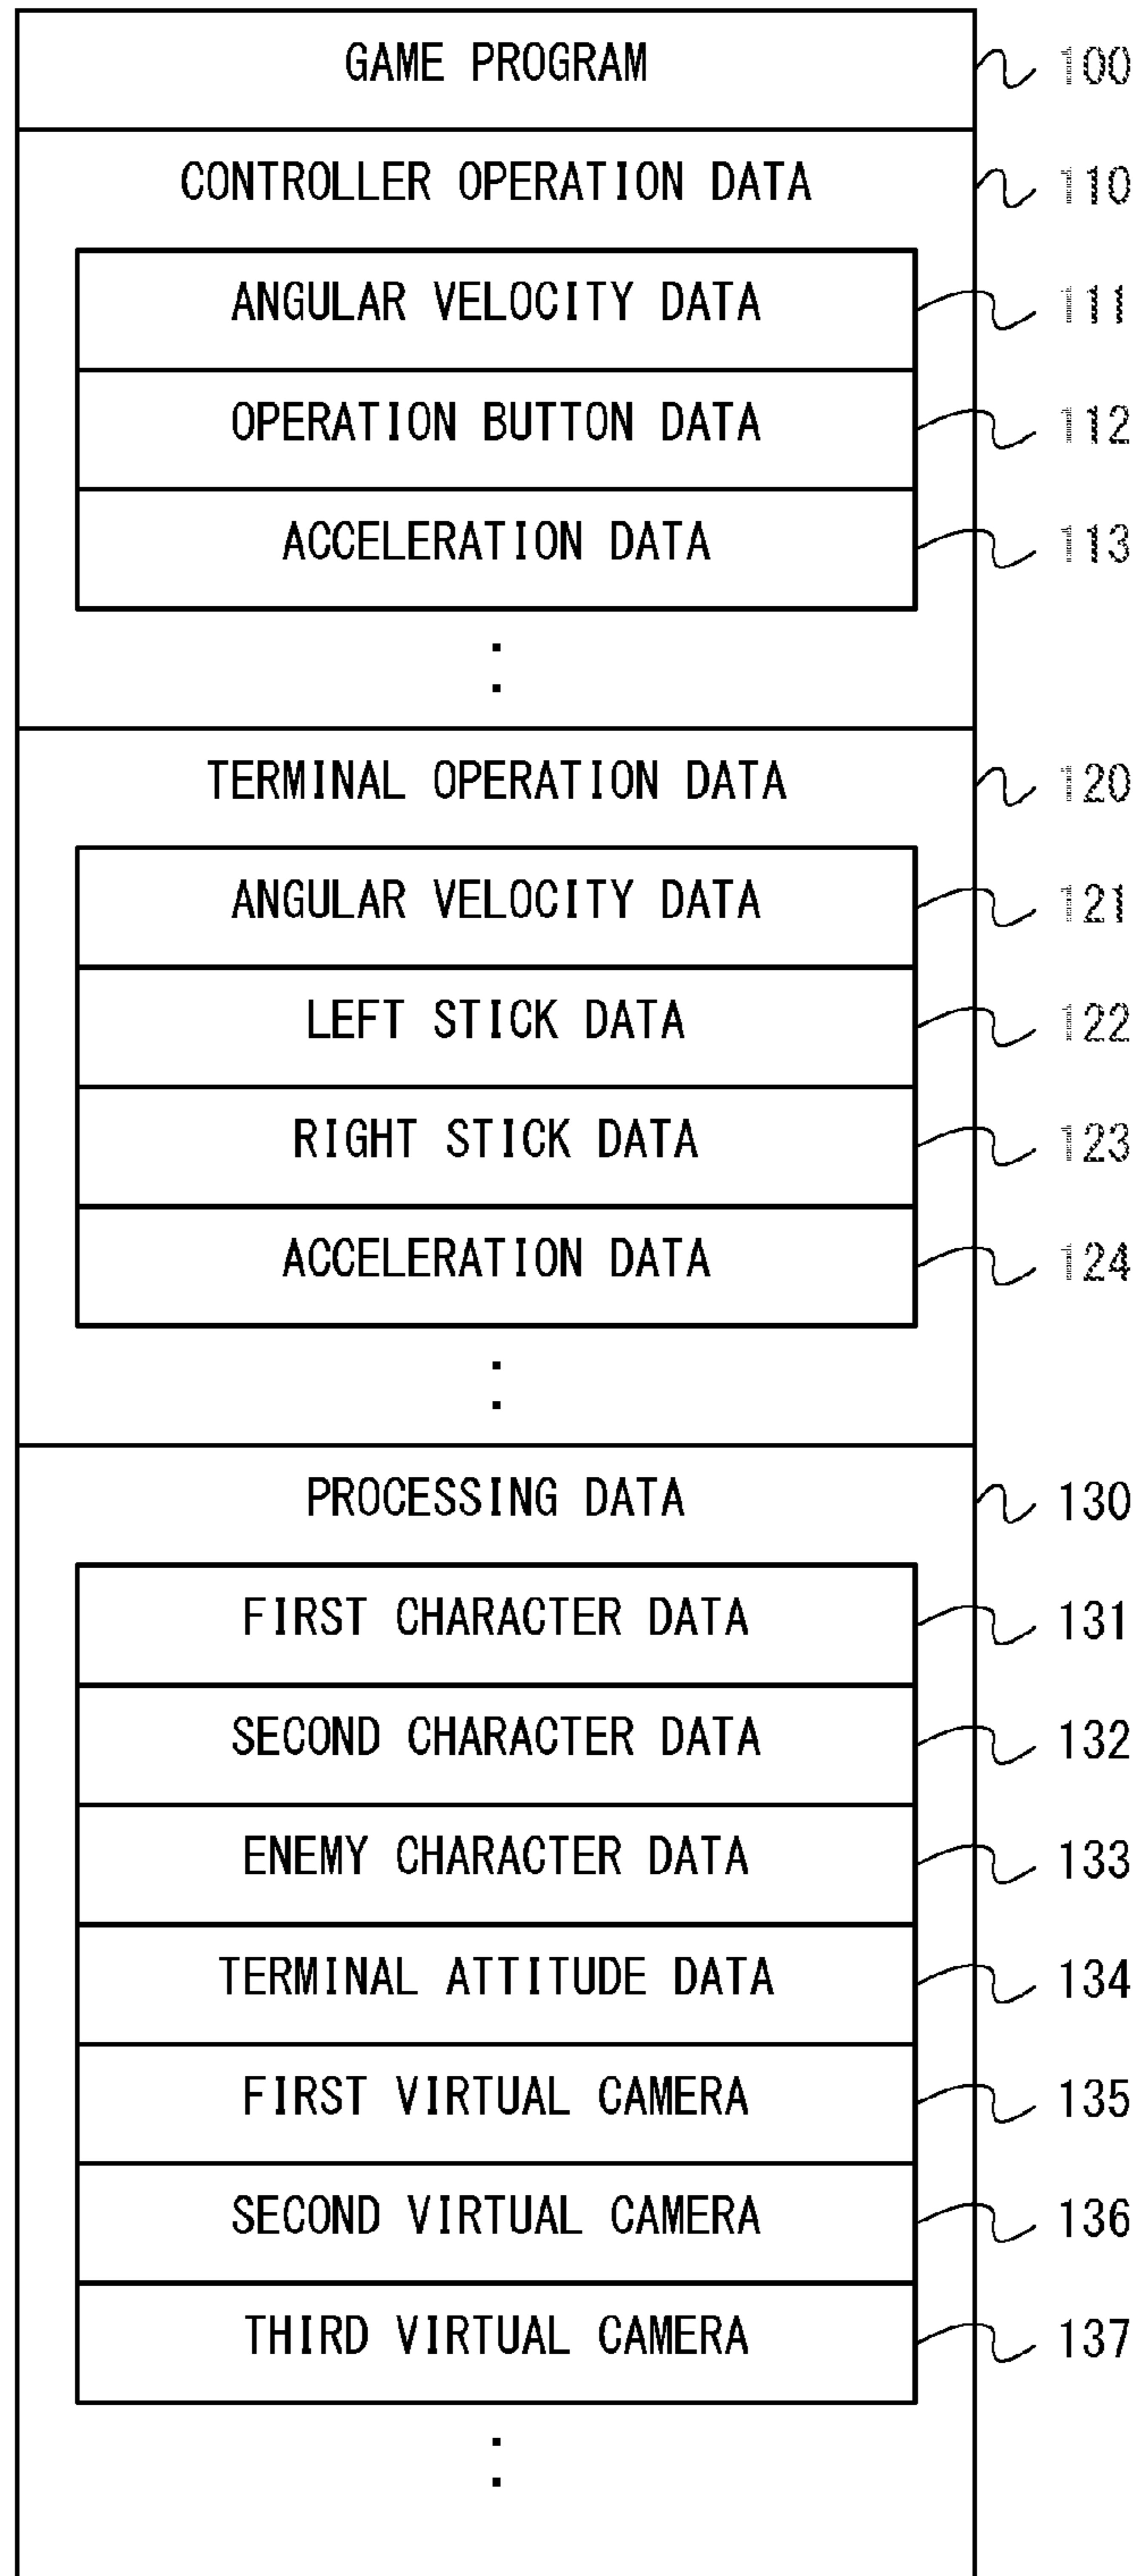 GAME PROGRAM 100
CONTROLLER OPERATION DATA 110
ANGULAR VELOCITY DATA 111
OPERATION BUTTON DATA 112
ACCELERATION DATA 113
TERMINAL OPERATION DATA 120
ANGULAR VELOCITY DATA 121
LEFT STICK DATA 122
RIGHT STICK DATA 123
ACCELERATION DATA 124
PROCESSING DATA 130
FIRST CHARACTER DATA 131
SECOND CHARACTER DATA 132
ENEMY CHARACTER DATA 133
TERMINAL ATTITUDE DATA 134
FIRST VIRTUAL CAMERA 135
SECOND VIRTUAL CAMERA 136
THIRD VIRTUAL CAMERA 137